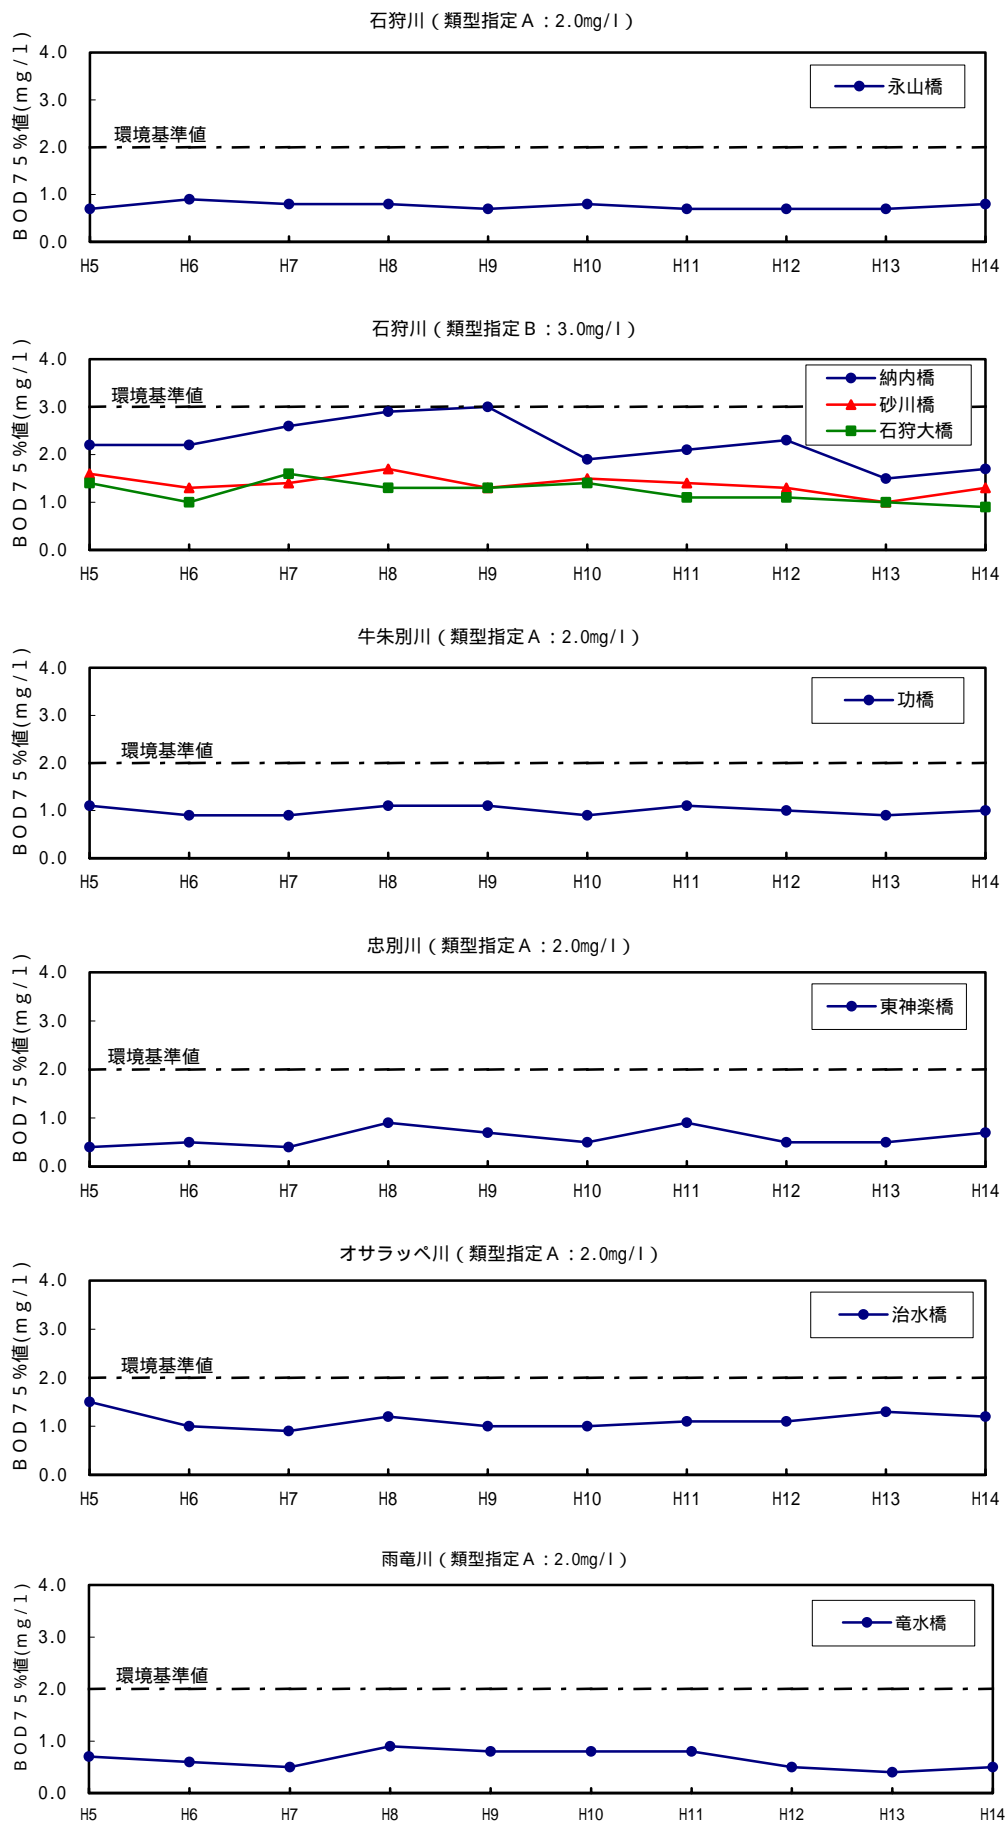 石狩川（類型指定Ａ：2.0mg/l）
ＢＯＤ７５％値(mg/l)
4.0
3.0
2.0
1.0
0.0
環境基準値
永山橋
H5 H6 H7 H8 H9 H10 H11 H12 H13 H14
石狩川（類型指定Ｂ：3.0mg/l）
ＢＯＤ７５％値(mg/l)
4.0
3.0
2.0
1.0
0.0
環境基準値
納内橋
砂川橋
石狩大橋
H5 H6 H7 H8 H9 H10 H11 H12 H13 H14
牛朱別川（類型指定Ａ：2.0mg/l）
ＢＯＤ７５％値(mg/l)
4.0
3.0
2.0
1.0
0.0
環境基準値
功橋
H5 H6 H7 H8 H9 H10 H11 H12 H13 H14
忠別川（類型指定Ａ：2.0mg/l）
ＢＯＤ７５％値(mg/l)
4.0
3.0
2.0
1.0
0.0
環境基準値
東神楽橋
H5 H6 H7 H8 H9 H10 H11 H12 H13 H14
オサラッペ川（類型指定Ａ：2.0mg/l）
ＢＯＤ７５％値(mg/l)
4.0
3.0
2.0
1.0
0.0
環境基準値
治水橋
H5 H6 H7 H8 H9 H10 H11 H12 H13 H14
雨竜川（類型指定Ａ：2.0mg/l）
ＢＯＤ７５％値(mg/l)
4.0
3.0
2.0
1.0
0.0
環境基準値
竜水橋
H5 H6 H7 H8 H9 H10 H11 H12 H13 H14